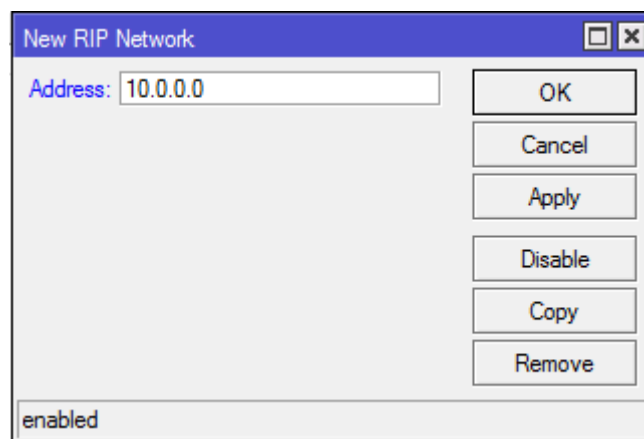 New RIP Network
Address: 10.0.0.0
OK
Cancel
Apply
Disable
Copy
Remove
enabled